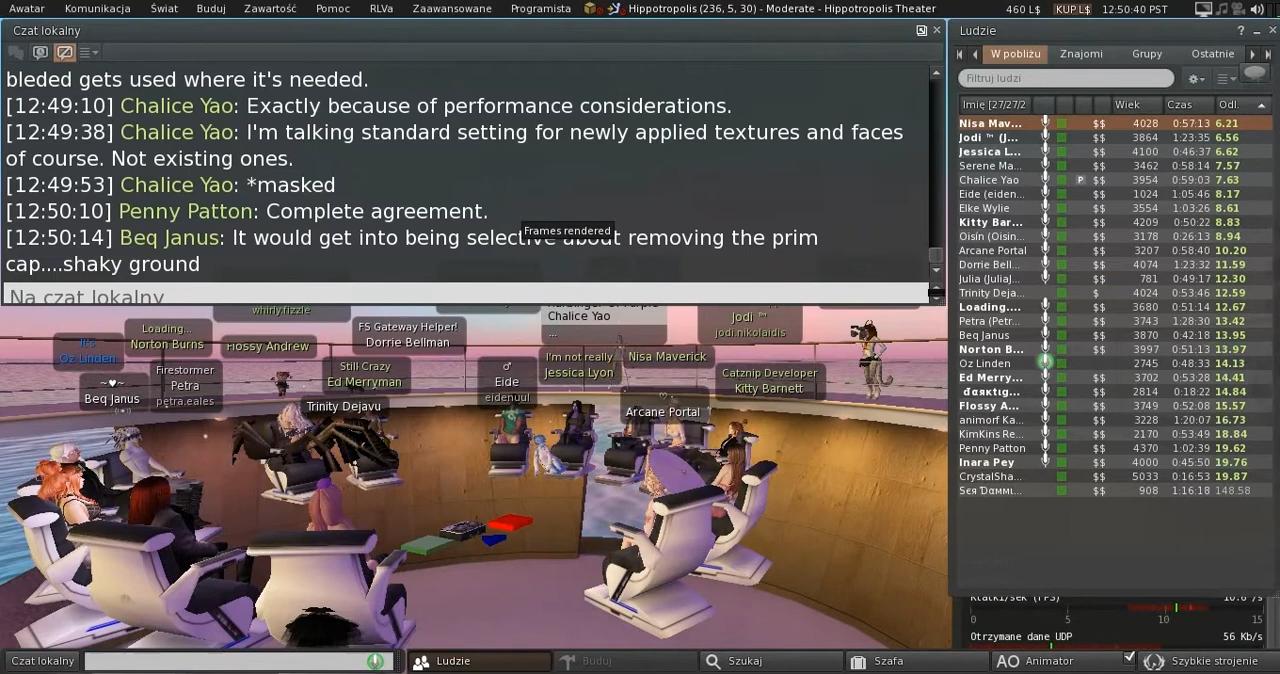 Awatar Komunikacja Świat Buduj Zawartość Pomoc RLVa Zaawansowane Programista Hippotropolis (236, 5, 30) - Moderate - Hippotropolis Theater 460 L$ KUP L$ 12:50:40 PST
Czat lokalny
bleded gets used where it's needed.
[12:49:10] Chalice Yao: Exactly because of performance considerations.
[12:49:38] Chalice Yao: I'm talking standard setting for newly applied textures and faces
of course. Not existing ones.
[12:49:53] Chalice Yao: *masked
[12:50:10] Penny Patton: Complete agreement.
[12:50:14] Beq Janus: It would get into being selective about removing the prim
Frames rendered
cap....shaky ground
Na czat lokalny
whirly.fizzle
Chalice Yao
...
Jodi ™
jodi.nikolaidis
It's
Oz Linden
Loading...
Norton Burns
Flossy Andrew
FS Gateway Helper!
Dorrie Bellman
I'm not really
Jessica Lyon
Nisa Maverick
~♥~
Beq Janus
Firestormer
Petra
petra.eales
Still Crazy
Ed Merryman
Trinity Dejavu
♂
Eide
eidenuul
Catznip Developer
Kitty Barnett
Arcane Portal
Ludzie
W pobliżu Znajomi Grupy Ostatnie
Filtruj ludzi
Imię [27/27/2 Wiek Czas Odl.
Nisa Mav... $$ 4028 0:57:13 6.21
Jodi ™ (J... $$ 3864 1:23:35 6.56
Jessica L... $$ 4100 0:46:37 6.62
Serene Ma... $$ 3462 0:58:14 7.57
Chalice Yao P $$ 3954 0:59:03 7.63
Eide (eiden... $$ 1024 1:05:46 8.17
Elke Wylie $$ 3554 1:03:26 8.61
Kitty Bar... $$ 4209 0:50:22 8.83
Oisín (Oisin... $$ 3178 0:26:13 8.94
Arcane Portal $$ 3207 0:58:40 10.20
Dorrie Bell... $$ 4074 1:23:32 11.59
Julia (JuliaJ... $$ 781 0:49:17 12.30
Trinity Deja... $ 4024 0:53:46 12.59
Loading.... $$ 3680 0:51:14 12.67
Petra (Petr... $$ 3743 1:28:30 13.42
Beq Janus $$ 3870 0:42:18 13.95
Norton B... $$ 3997 0:51:13 13.97
Oz Linden 2745 0:48:33 14.13
Ed Merry... $$ 3702 0:53:28 14.41
$$ 2814 0:18:22 14.84
Flossy A... $$ 3749 0:52:08 15.57
animorf Ka... $$ 3228 1:20:07 16.73
KimKins Re... $$ 2170 0:53:49 18.84
Penny Patton $$ 4370 1:02:39 19.62
Inara Pey $$ 4000 0:45:50 19.76
CrystalSha... $$ 5033 0:16:53 19.87
$$ 908 1:16:18 148.58
Klatki/sek (FPS) 10.6 /s
0 5 10 15
Otrzymane dane UDP 56 Kb/s
Czat lokalny Ludzie Buduj Szukaj Szafa AO Animator Szybkie strojenie